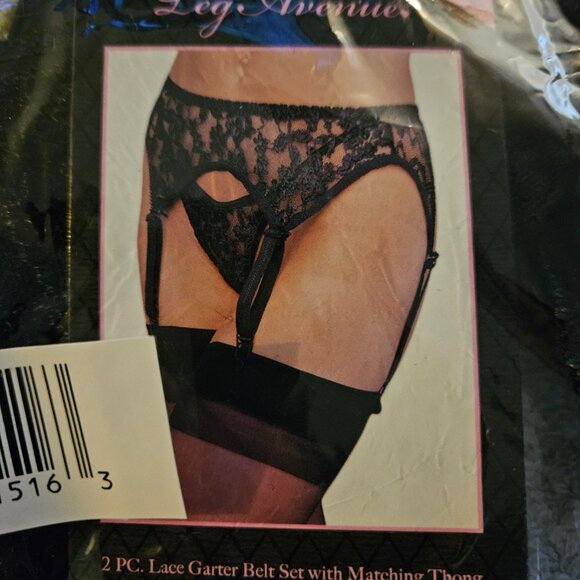 Leg Avenue.
516 3
2 PC. Lace Garter Belt Set with Matching Thong